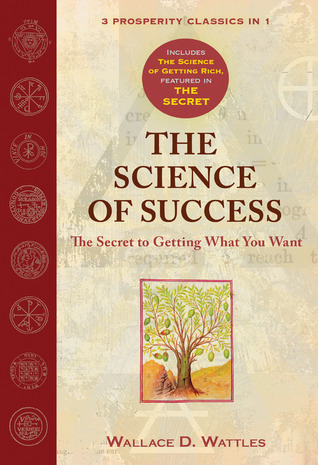 3 PROSPERITY CLASSICS IN 1
INCLUDES
THE SCIENCE
OF GETTING RICH,
FEATURED IN
THE
SECRET
THE
SCIENCE
OF SUCCESS
The Secret to Getting What You Want
WALLACE D. WATTLES